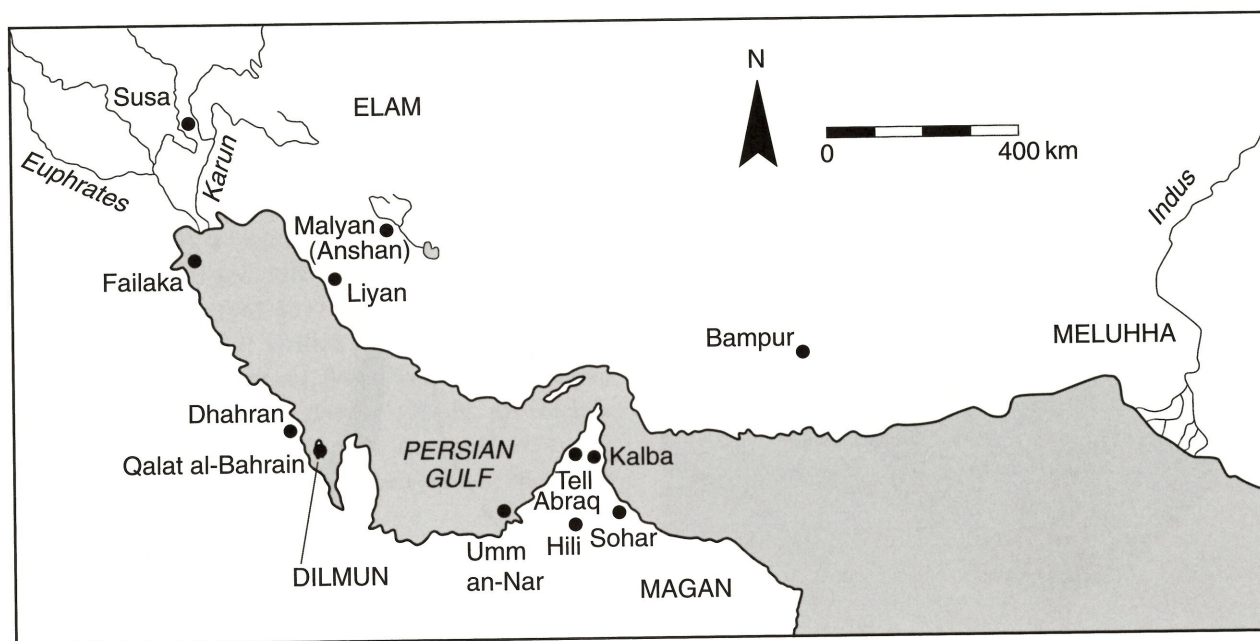 N
Susa
ELAM
0
400 km
Euphrates
Karun
Indus
Malyan
(Anshan)
Failaka
Liyan
Bampur
MELUHHA
Dhahran
Qalat al-Bahrain
PERSIAN
GULF
Kalba
Tell
Abraq
Umm
an-Nar
Hili
Sohar
DILMUN
MAGAN